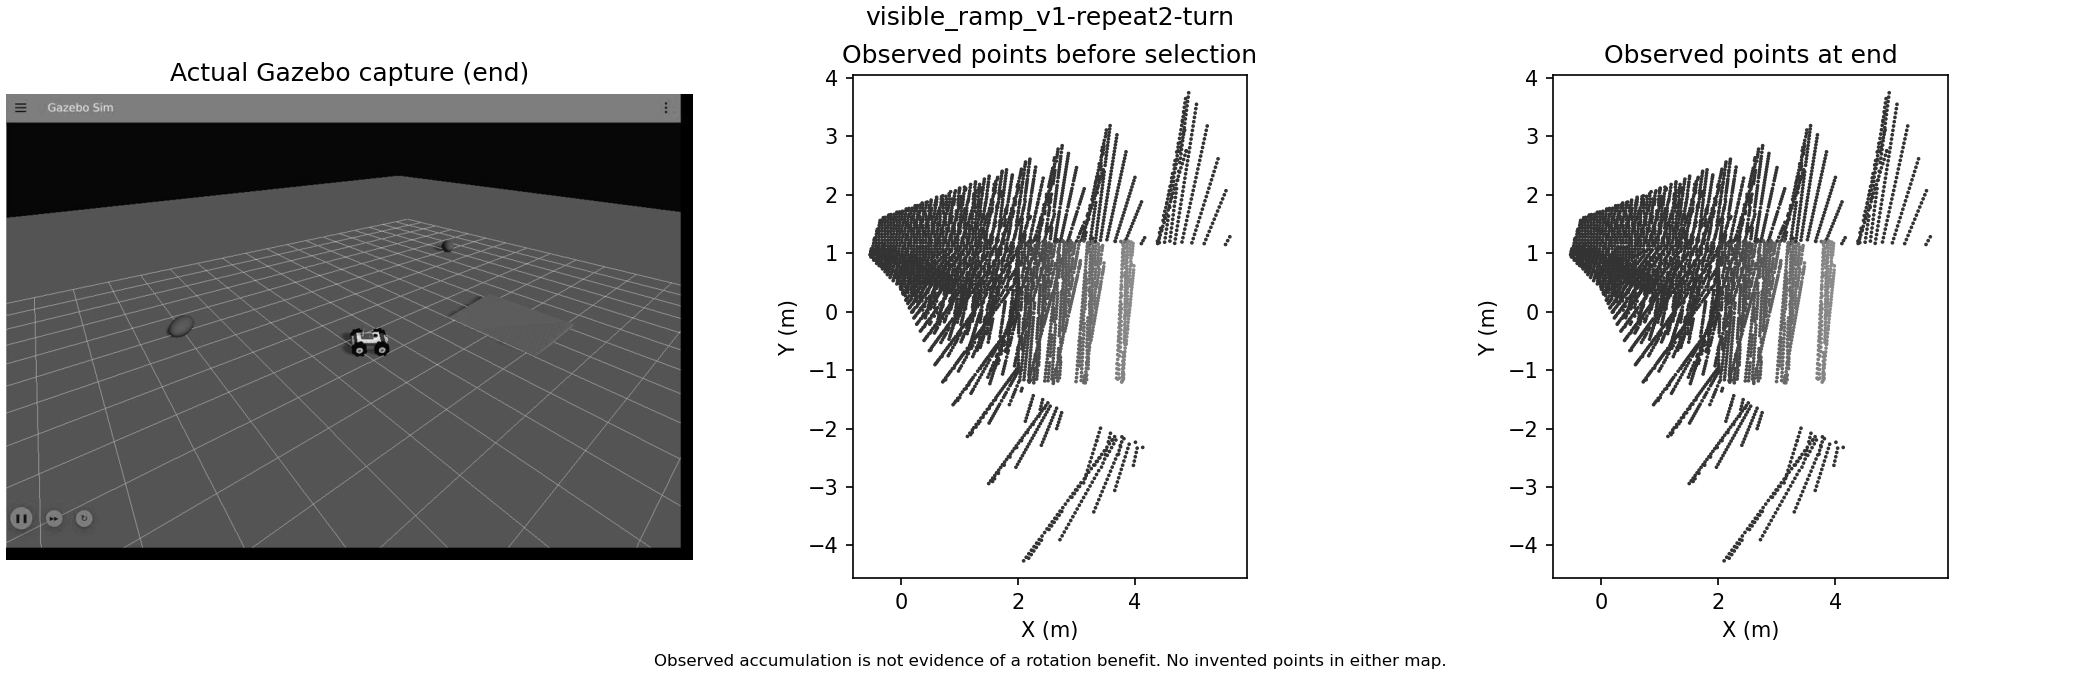 visible_ramp_v1-repeat2-turn
Actual Gazebo capture (end)
Gazebo Sim
Observed points before selection
4
3
2
1
0
−1
−2
−3
−4
Y (m)
0 2 4
X (m)
Observed points at end
4
3
2
1
0
−1
−2
−3
−4
Y (m)
0 2 4
X (m)
Observed accumulation is not evidence of a rotation benefit. No invented points in either map.